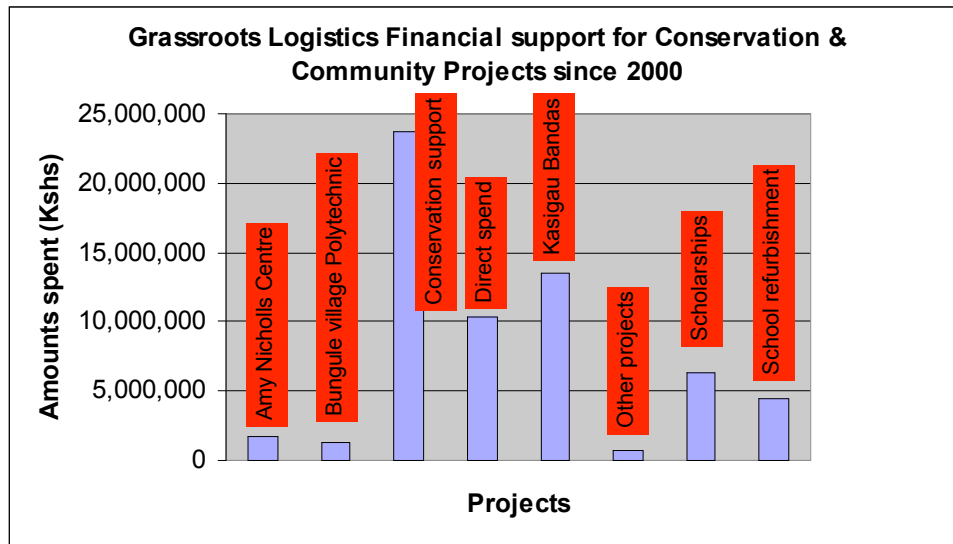 Grassroots Logistics Financial support for Conservation &
Community Projects since 2000
Amounts spent (Kshs)
25,000,000
20,000,000
15,000,000
10,000,000
5,000,000
0
Amy Nicholls Centre
Bungule village Polytechnic
Conservation support
Direct spend
Kasigau Bandas
Other projects
Scholarships
School refurbishment
Projects